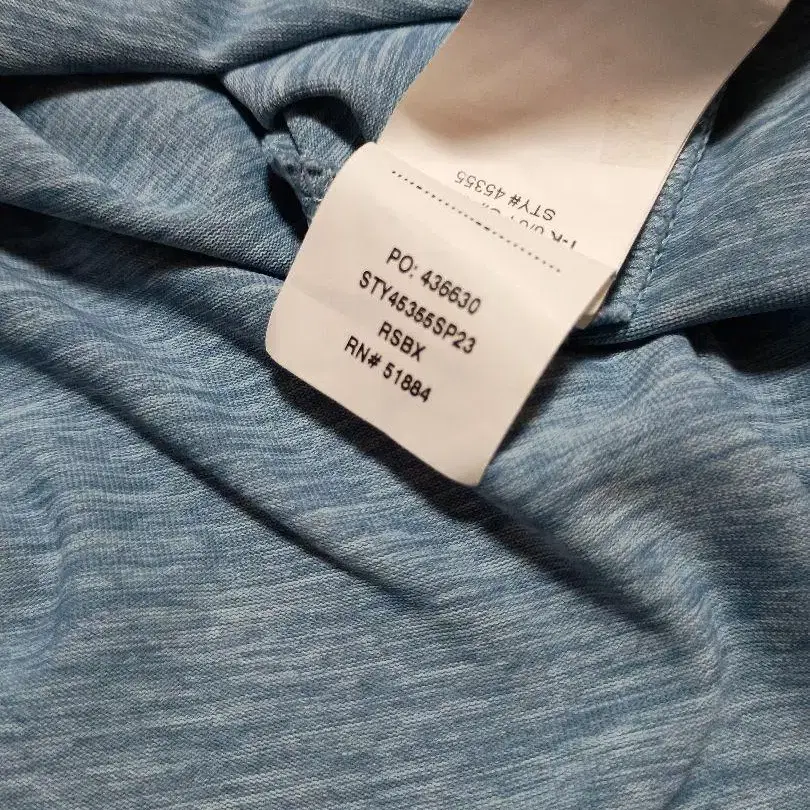 STY# 45355
PO: 436630
STY45355SP23
RSBX
RN# 51884